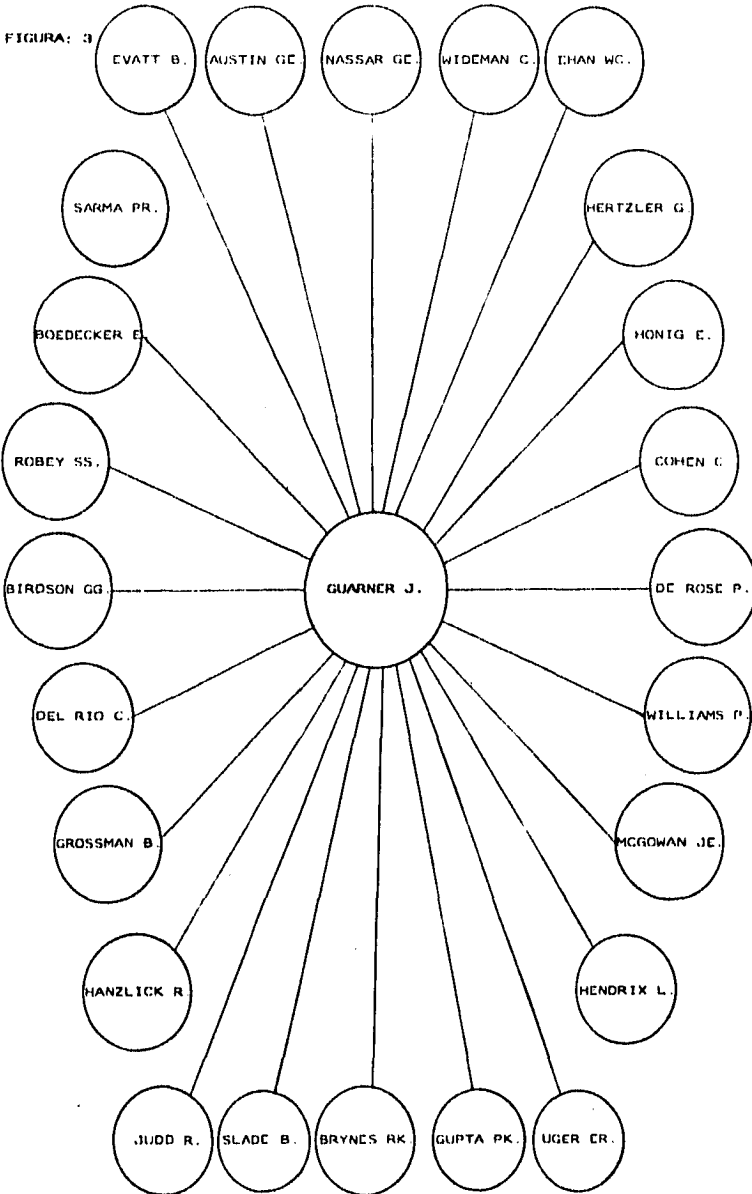 FIGURA: 3
EVATT B. AUSTIN GE. NASSAR GE. WIDEMAN C. CHAN WC.
SARMA PR. HERTZLER G.
BOEDECKER E. HONIG E.
ROBEY SS. COHEN C
BIRDSON GG. GUARNER J. DE ROSE P.
DEL RIO C. WILLIAMS P.
GROSSMAN B. MCGOWAN JE.
HANZLICK R. HENDRIX L.
JUDD R. SLADE B. BRYNES RK. GUPTA PK. UGER ER.